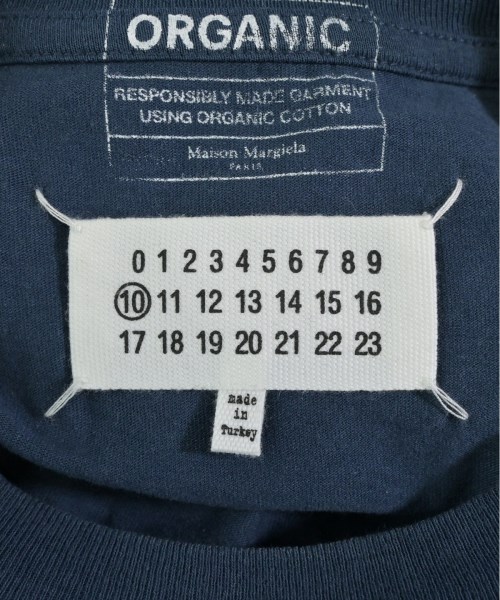 ORGANIC
RESPONSIBLY MADE GARMENT
USING ORGANIC COTTON
Maison Margiela
PARIS
0 1 2 3 4 5 6 7 8 9
10 11 12 13 14 15 16
17 18 19 20 21 22 23
made
in
Turkey